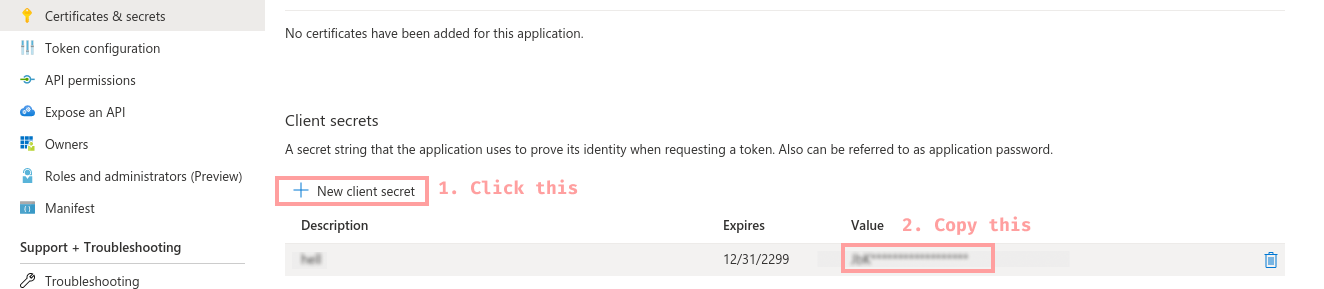 Certificates & secrets
Token configuration
API permissions
Expose an API
Owners
Roles and administrators (Preview)
Manifest
Support + Troubleshooting
Troubleshooting
No certificates have been added for this application.
Client secrets
A secret string that the application uses to prove its identity when requesting a token. Also can be referred to as application password.
New client secret 1. Click this
Description Expires Value 2. Copy this
12/31/2299